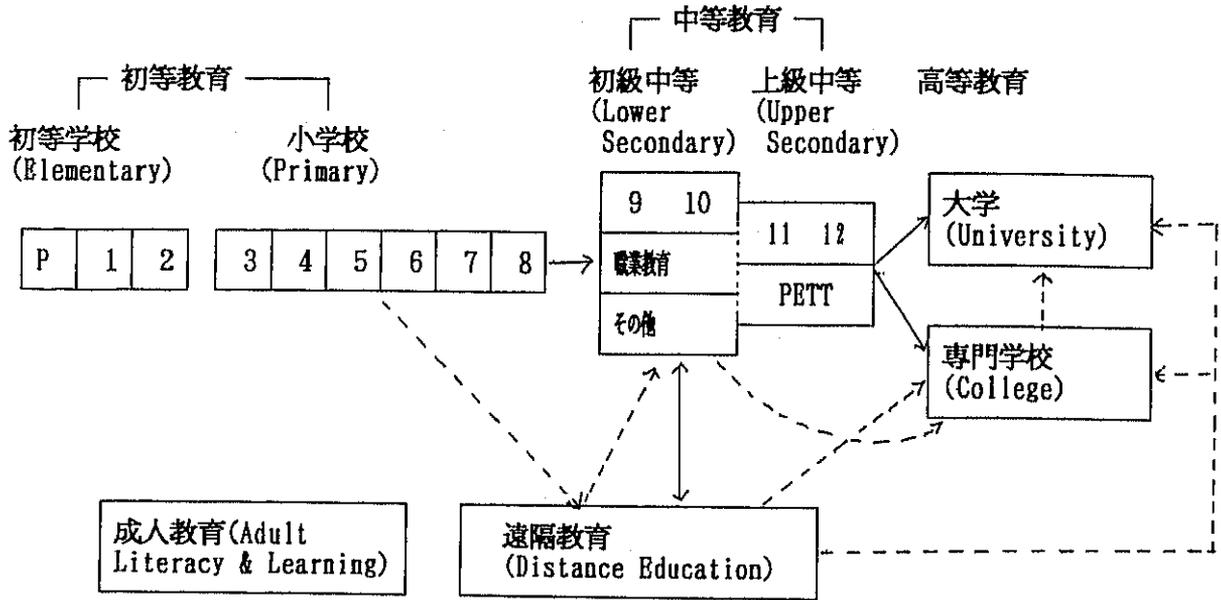 中等教育
初等教育
初級中等
(Lower
Secondary)
上級中等
(Upper
Secondary)
高等教育
初等学校
(Elementary)
小学校
(Primary)
P 1 2
3 4 5 6 7 8
9 10
職業教育
その他
11 12
PETT
大学
(University)
専門学校
(College)
成人教育(Adult
Literacy & Learning)
遠隔教育
(Distance Education)